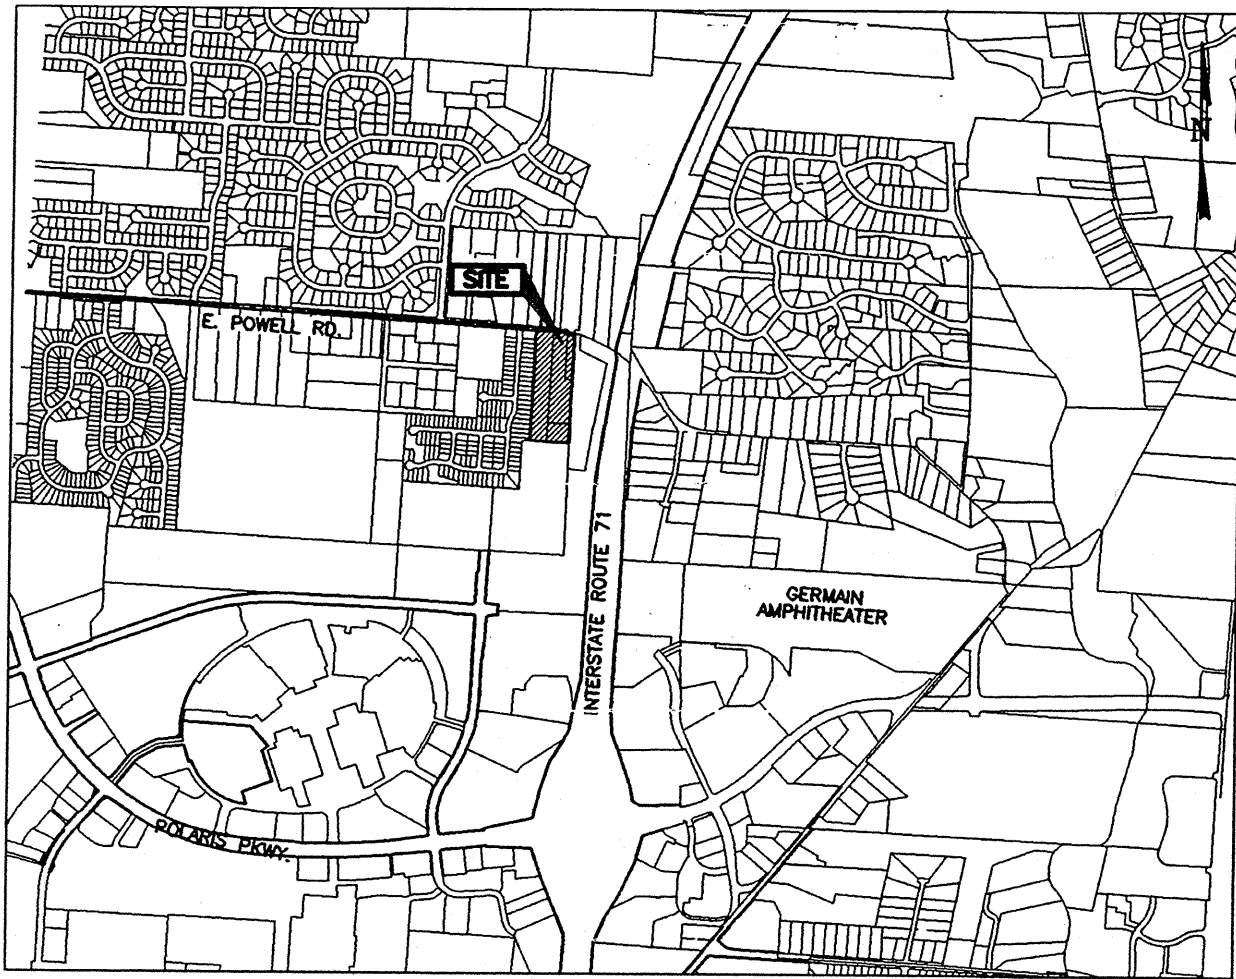 N
SITE
E. POWELL RD.
INTERSTATE ROUTE 71
GERMAIN
AMPHITHEATER
POLARIS PKWY.